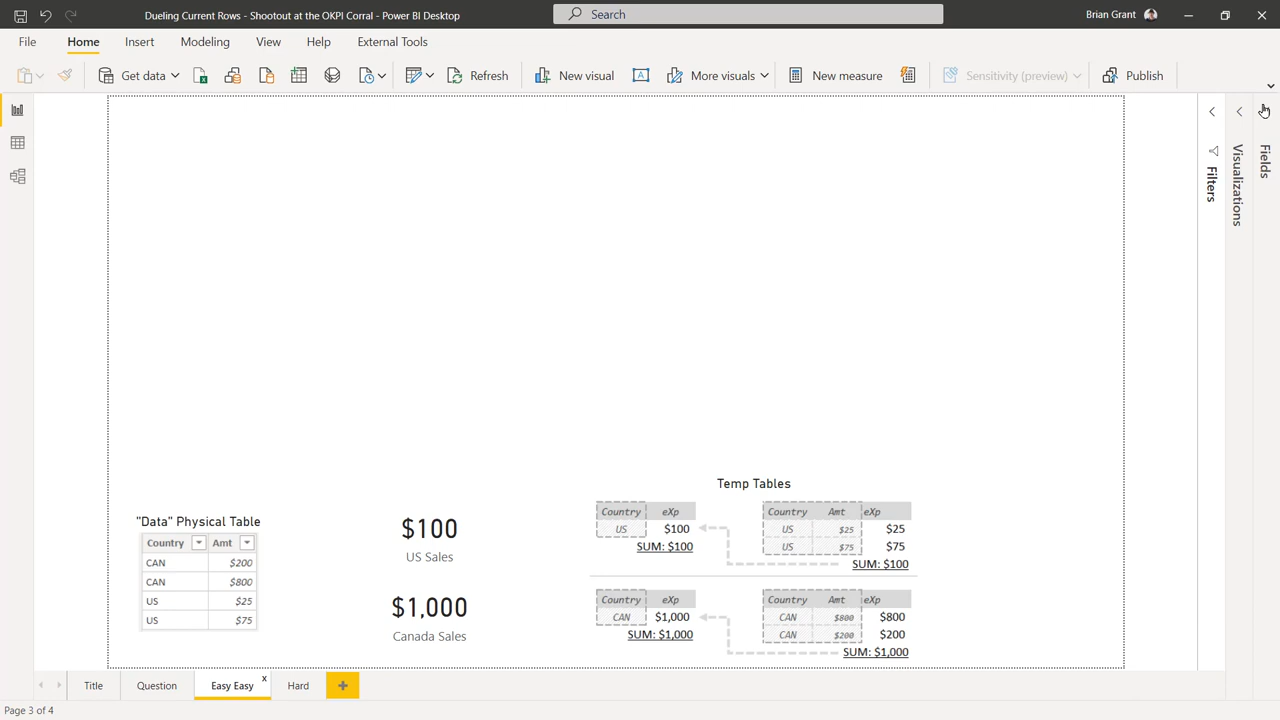 Dueling Current Rows - Shootout at the OKPI Corral - Power BI Desktop
Search
Brian Grant
File Home Insert Modeling View Help External Tools
Get data
Refresh
New visual
More visuals
New measure
Sensitivity (preview)
Publish
Filters
Visualizations
Fields
"Data" Physical Table
Country Amt
CAN $200
CAN $800
US $25
US $75
$100
US Sales
$1,000
Canada Sales
Temp Tables
Country eXp
US $100
SUM: $100
Country Amt eXp
US $25 $25
US $75 $75
SUM: $100
Country eXp
CAN $1,000
SUM: $1,000
Country Amt eXp
CAN $800 $800
CAN $200 $200
SUM: $1,000
Title Question Easy Easy x Hard +
Page 3 of 4